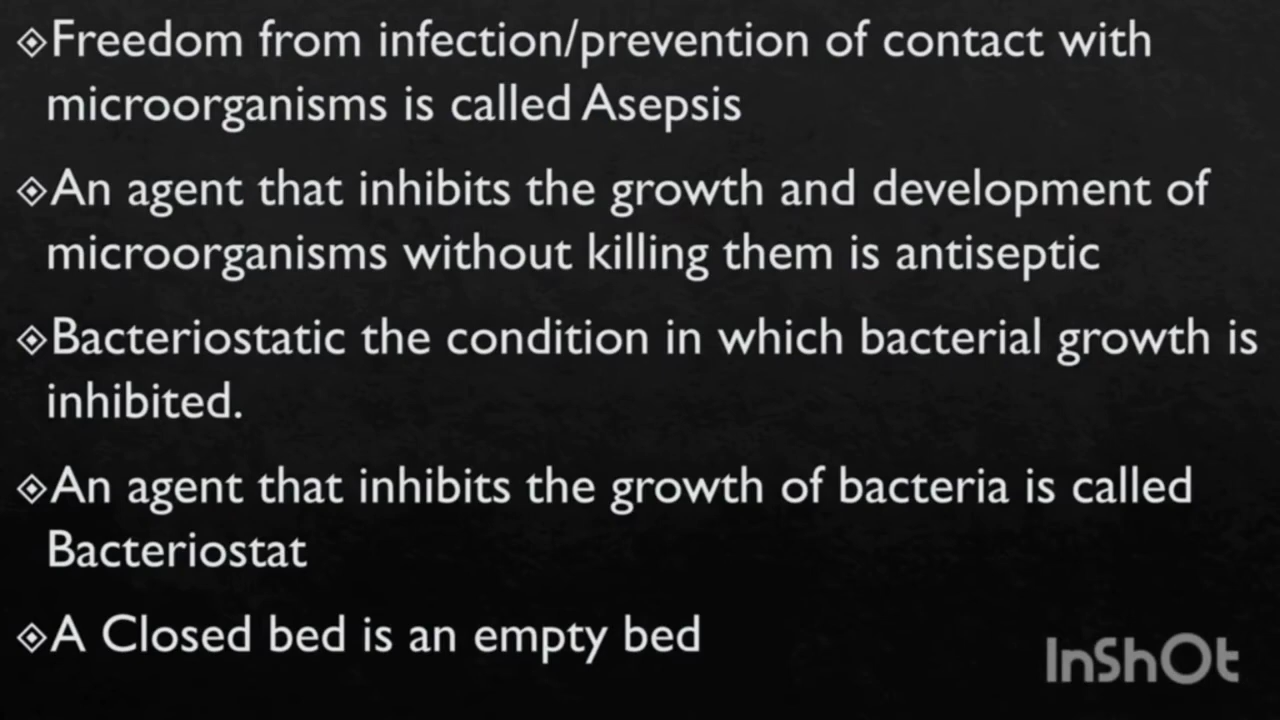 Freedom from infection/prevention of contact with
microorganisms is called Asepsis
An agent that inhibits the growth and development of
microorganisms without killing them is antiseptic
Bacteriostatic the condition in which bacterial growth is
inhibited.
An agent that inhibits the growth of bacteria is called
Bacteriostat
A Closed bed is an empty bed
InShOt